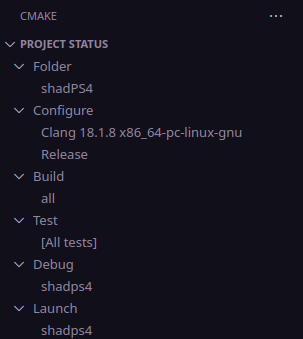 CMAKE
PROJECT STATUS
Folder
shadPS4
Configure
Clang 18.1.8 x86_64-pc-linux-gnu
Release
Build
all
Test
[All tests]
Debug
shadps4
Launch
shadps4